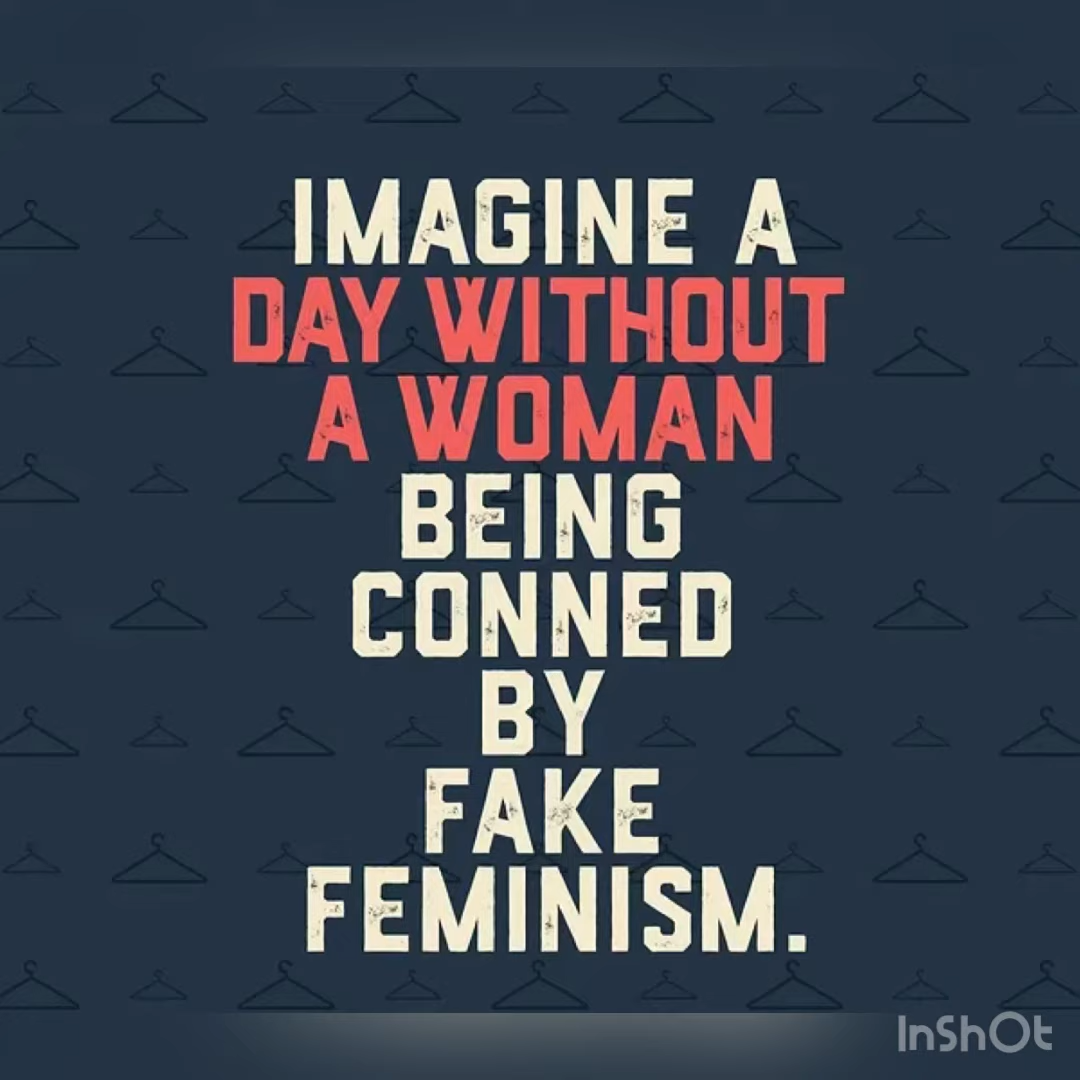 IMAGINE A
DAY WITHOUT
A WOMAN
BEING
CONNED
BY
FAKE
FEMINISM.
InShOt